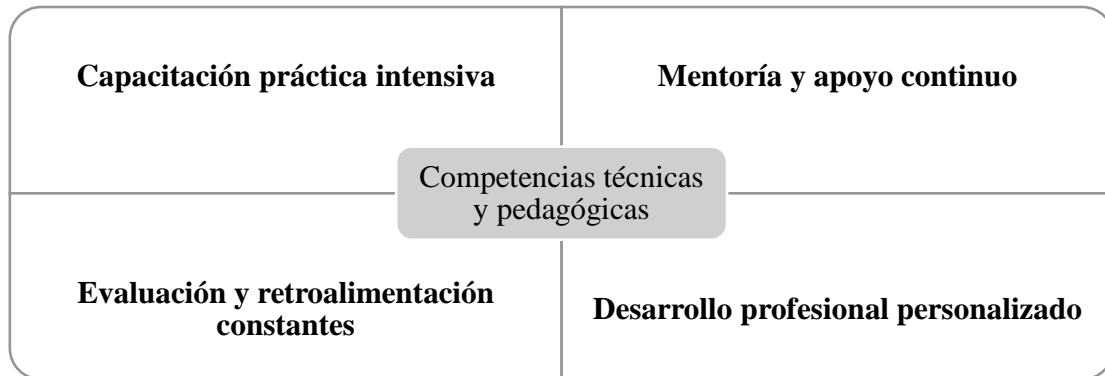 Capacitación práctica intensiva
Mentoría y apoyo continuo
Competencias técnicas
y pedagógicas
Evaluación y retroalimentación
constantes
Desarrollo profesional personalizado